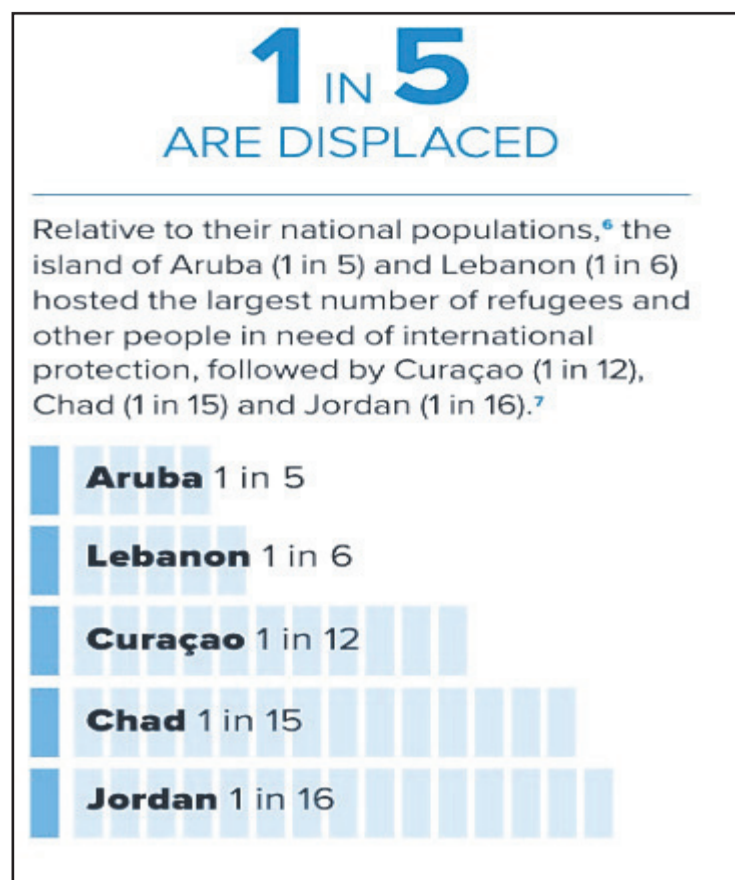 1 IN 5
ARE DISPLACED
Relative to their national populations,⁶ the
island of Aruba (1 in 5) and Lebanon (1 in 6)
hosted the largest number of refugees and
other people in need of international
protection, followed by Curaçao (1 in 12),
Chad (1 in 15) and Jordan (1 in 16).⁷
Aruba 1 in 5
Lebanon 1 in 6
Curaçao 1 in 12
Chad 1 in 15
Jordan 1 in 16